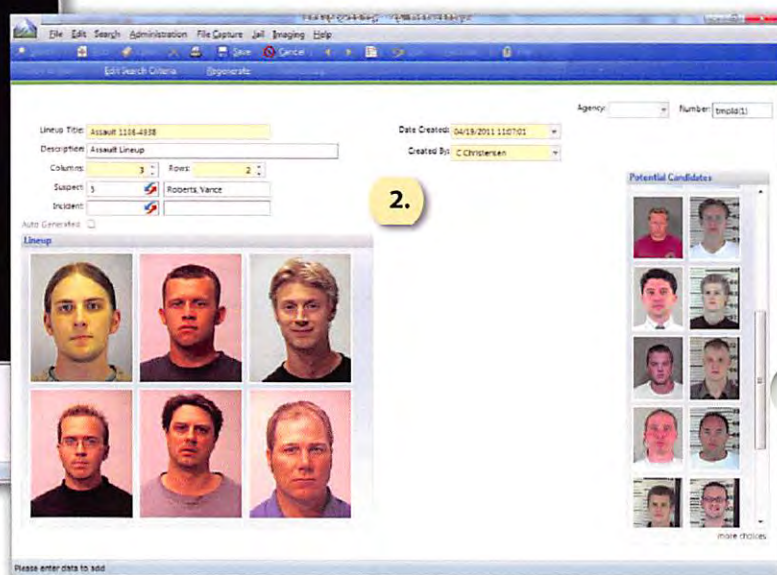 File Edit Search Administration File Capture Jail Imaging Help
Save Cancel
Edit Search Criteria Regenerate
Agency: Number: tmpld(1)
Lineup Title: Assault 1106-4938
Date Created: 04/19/2011 11:07:01
Description: Assault Lineup
Created By: C Christensen
Columns: 3 Rows: 2
Suspect: 5 Roberts, Vance
Incident:
Auto Generated:
2.
Potential Candidates
Lineup
more choices
Please enter data to add